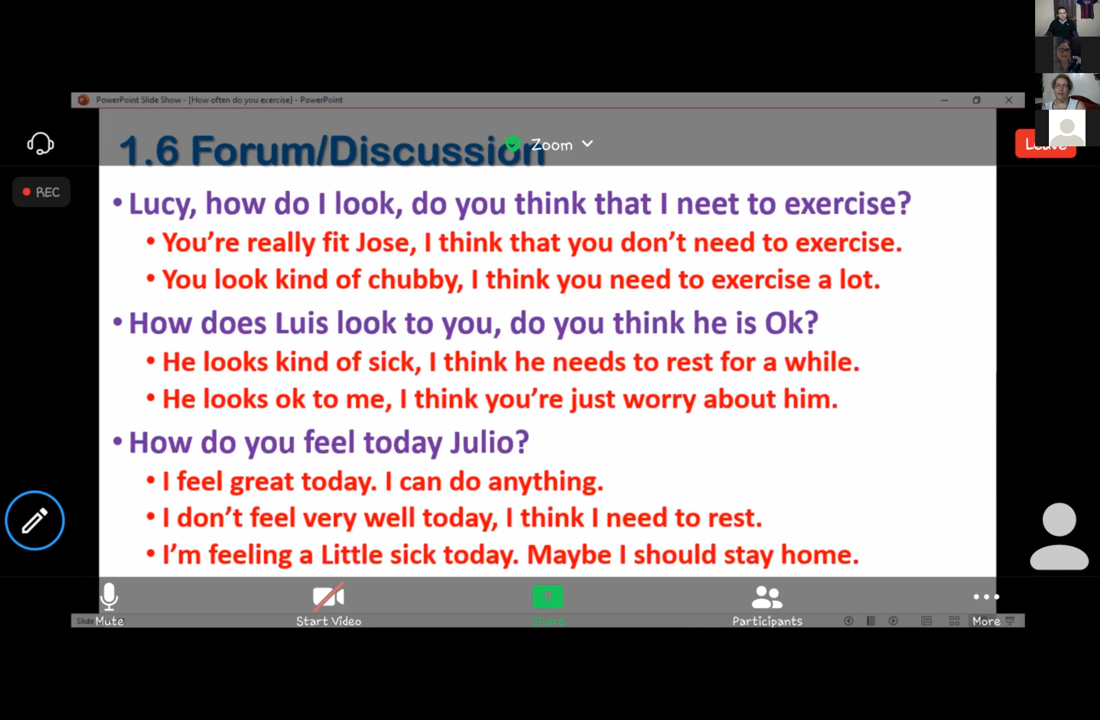 PowerPoint Slide Show - [How often do you exercise] - PowerPoint
1.6 Forum/Discussion
Zoom
Leave
REC
• Lucy, how do I look, do you think that I neet to exercise?
• You're really fit Jose, I think that you don't need to exercise.
• You look kind of chubby, I think you need to exercise a lot.
• How does Luis look to you, do you think he is Ok?
• He looks kind of sick, I think he needs to rest for a while.
• He looks ok to me, I think you're just worry about him.
• How do you feel today Julio?
• I feel great today. I can do anything.
• I don't feel very well today, I think I need to rest.
• I'm feeling a Little sick today. Maybe I should stay home.
Slide Mute Start Video Share Participants More